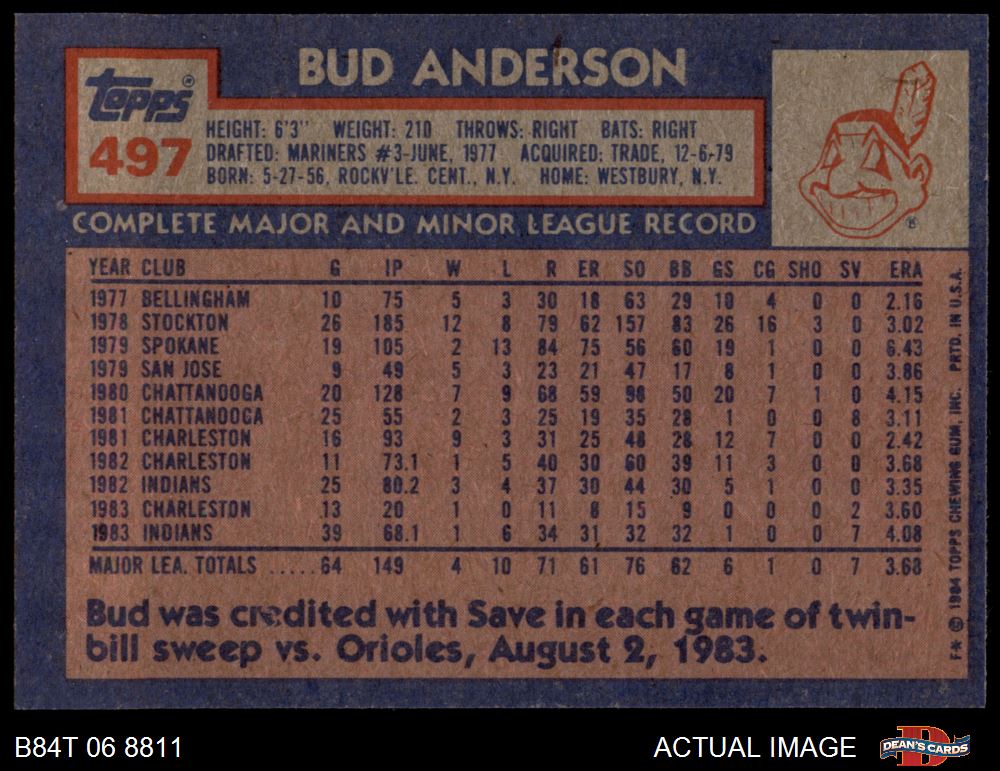 BUD ANDERSON
Topps®
497
HEIGHT: 6'3" WEIGHT: 210 THROWS: RIGHT BATS: RIGHT
DRAFTED: MARINERS #3-JUNE, 1977 ACQUIRED: TRADE, 12-6-79
BORN: 5-27-56, ROCKV'LE. CENT., N.Y. HOME: WESTBURY, N.Y.
COMPLETE MAJOR AND MINOR LEAGUE RECORD
®
YEAR CLUB G IP W L R ER SO BB GS CG SHO SV ERA
1977 BELLINGHAM 10 75 5 3 30 18 63 29 10 4 0 0 2.16
1978 STOCKTON 26 185 12 8 79 62 157 83 26 16 3 0 3.02
1979 SPOKANE 19 105 2 13 84 75 56 60 19 1 0 0 6.43
1979 SAN JOSE 9 49 5 3 23 21 47 17 8 1 0 0 3.86
1980 CHATTANOOGA 20 128 7 9 68 59 98 50 20 7 1 0 4.15
1981 CHATTANOOGA 25 55 2 3 25 19 35 28 1 0 0 8 3.11
1981 CHARLESTON 16 93 9 3 31 25 48 28 12 7 0 0 2.42
1982 CHARLESTON 11 73.1 1 5 40 30 60 39 11 3 0 0 3.68
1982 INDIANS 25 80.2 3 4 37 30 44 30 5 1 0 0 3.35
1983 CHARLESTON 13 20 1 0 11 8 15 9 0 0 0 2 3.60
1983 INDIANS 39 68.1 1 6 34 31 32 32 1 0 0 7 4.08
MAJOR LEA. TOTALS .....64 149 4 10 71 61 76 62 6 1 0 7 3.68
Bud was credited with Save in each game of twin-
bill sweep vs. Orioles, August 2, 1983.
F* © 1984 TOPPS CHEWING GUM, INC. PRTD. IN U.S.A.
B84T 06 8811
ACTUAL IMAGE
DEAN'S CARDS